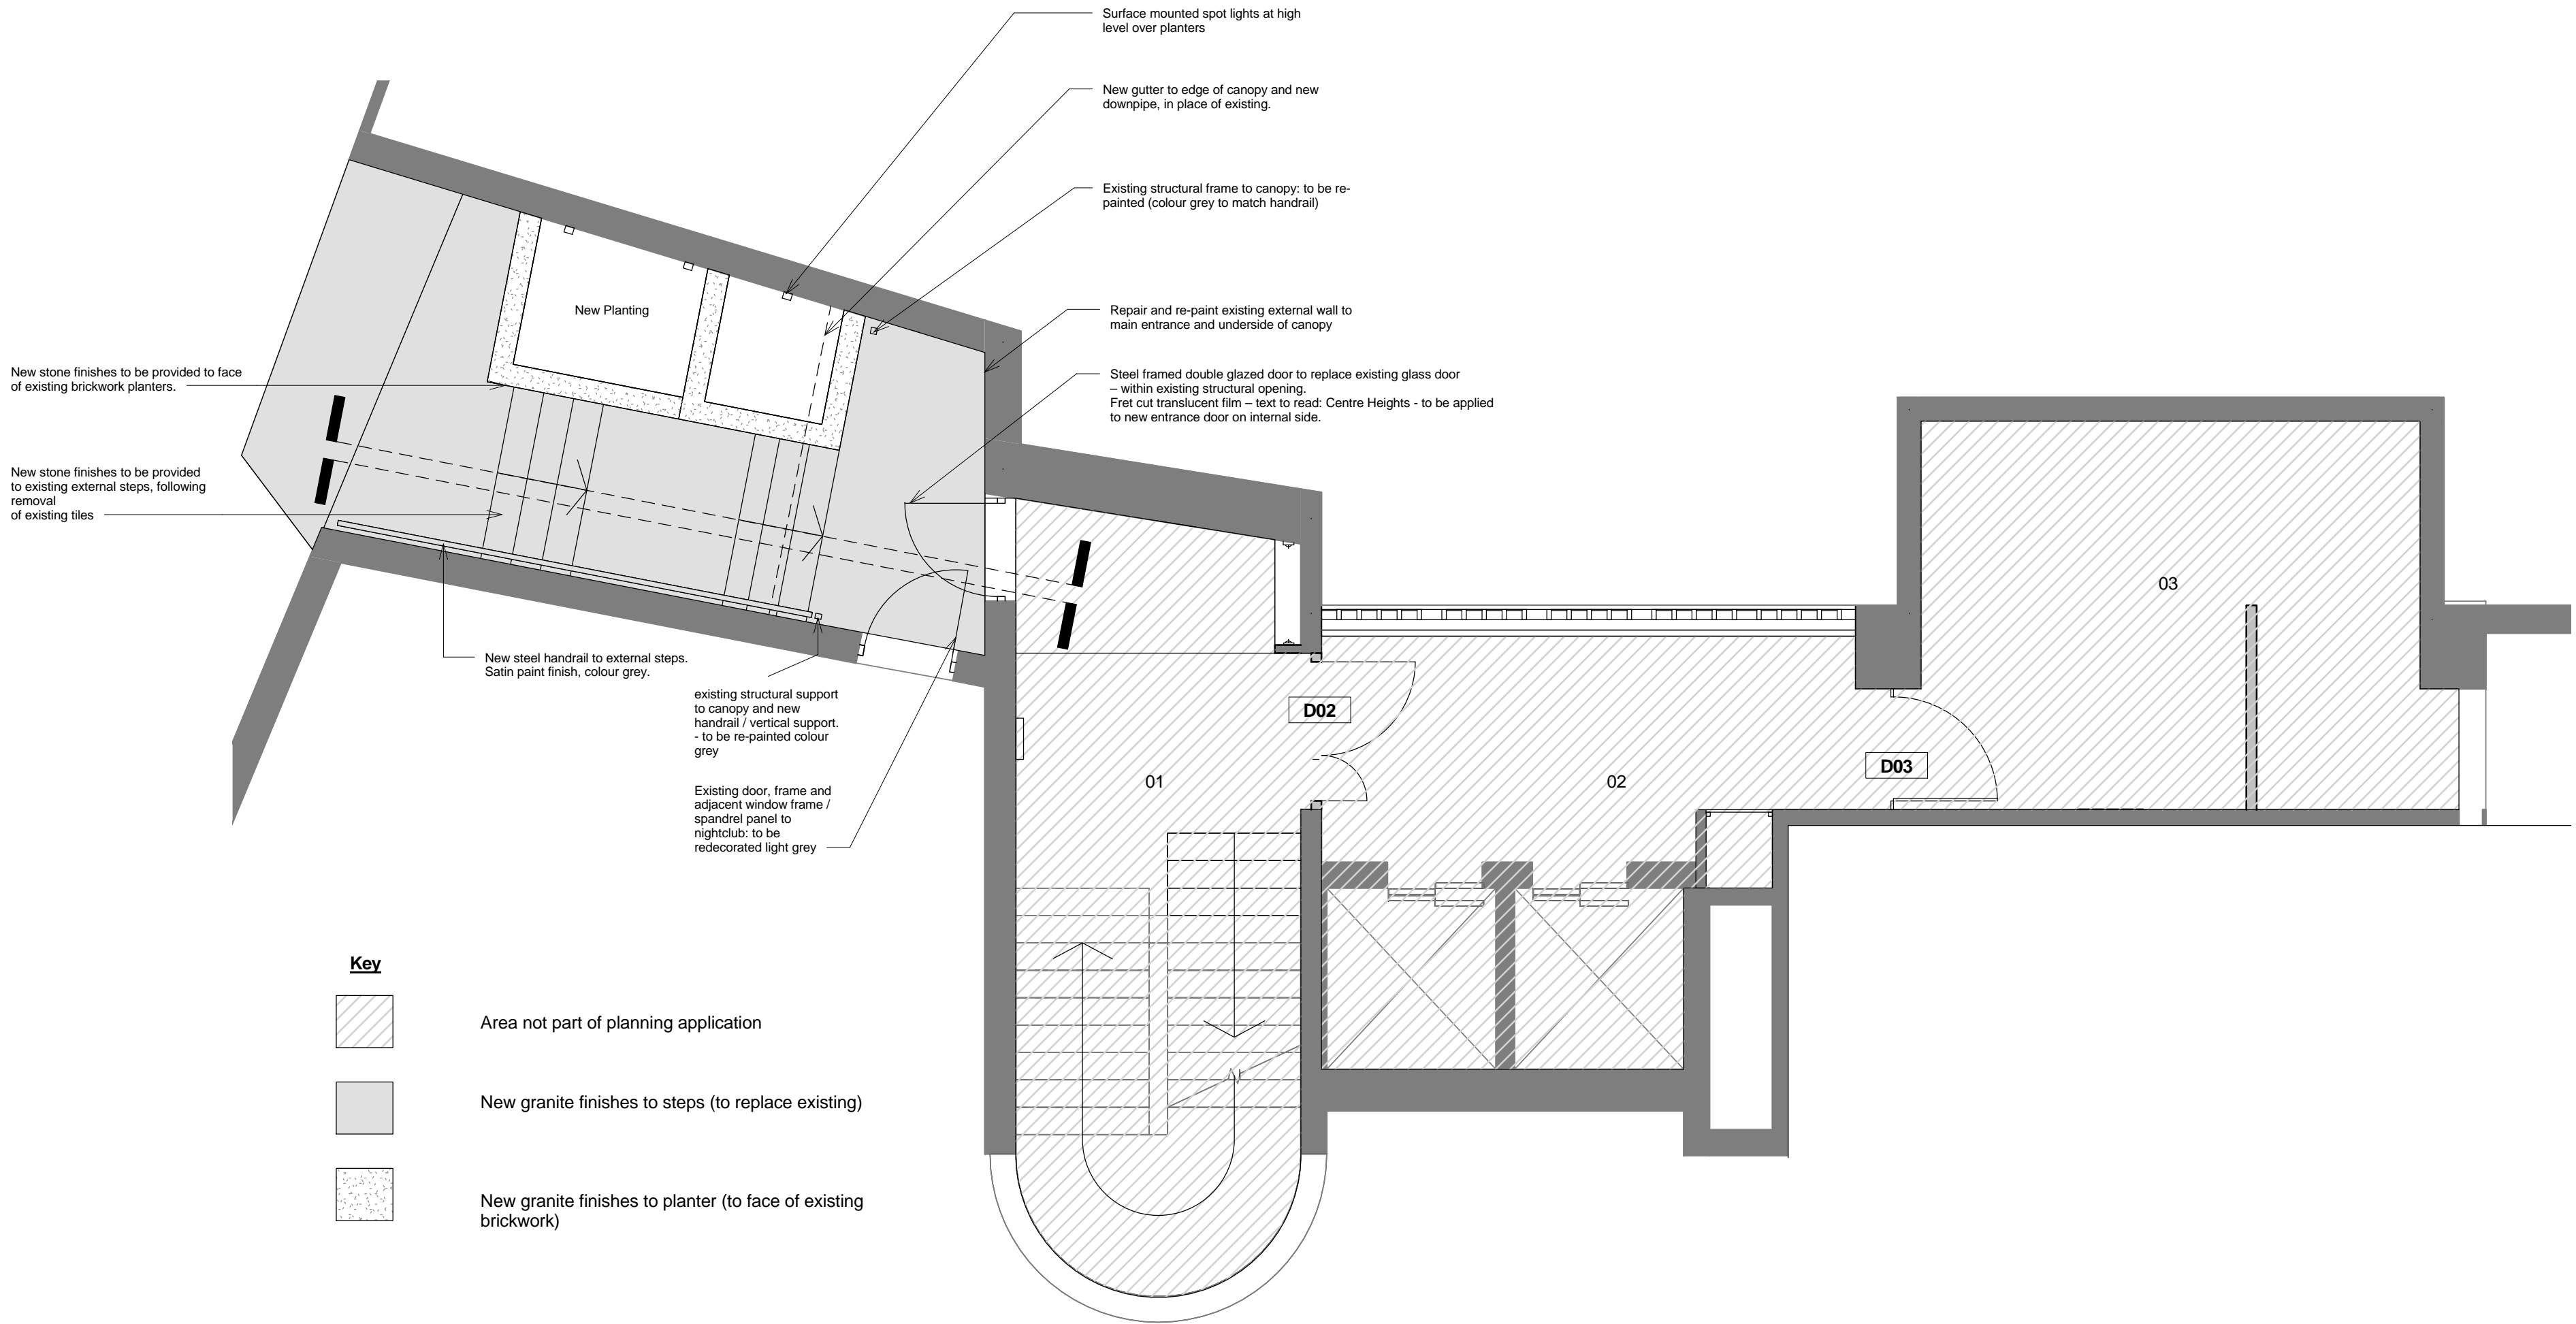 Surface mounted spot lights at high
level over planters
New gutter to edge of canopy and new
downpipe, in place of existing.
Existing structural frame to canopy: to be re-
painted (colour grey to match handrail)
New Planting
Repair and re-paint existing external wall to
main entrance and underside of canopy
Steel framed double glazed door to replace existing glass door
– within existing structural opening.
Fret cut translucent film – text to read: Centre Heights - to be applied
to new entrance door on internal side.
New stone finishes to be provided to face
of existing brickwork planters.
New stone finishes to be provided
to existing external steps, following
removal
of existing tiles
New steel handrail to external steps.
Satin paint finish, colour grey.
existing structural support
to canopy and new
handrail / vertical support.
- to be re-painted colour
grey
Existing door, frame and
adjacent window frame /
spandrel panel to
nightclub: to be
redecorated light grey
03
D02
D03
01
02
Key
Area not part of planning application
New granite finishes to steps (to replace existing)
New granite finishes to planter (to face of existing
brickwork)